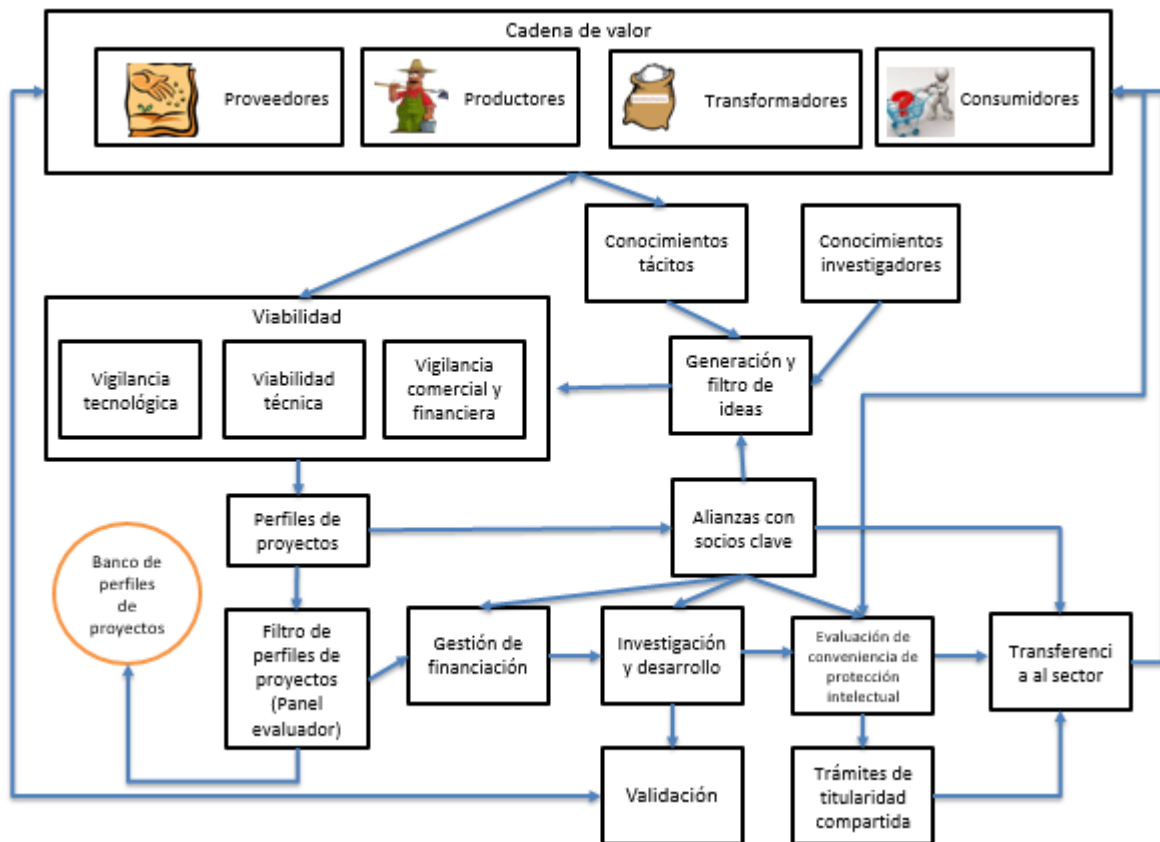 Cadena de valor
Proveedores
Productores
Transformadores
Consumidores
Conocimientos
tácitos
Conocimientos
investigadores
Viabilidad
Vigilancia
tecnológica
Viabilidad
técnica
Vigilancia
comercial y
financiera
Generación y
filtro de
ideas
Perfiles de
proyectos
Alianzas con
socios clave
Banco de
perfiles
de
proyectos
Filtro de
perfiles de
proyectos
(Panel
evaluador)
Gestión de
financiación
Investigación
y desarrollo
Evaluación de
conveniencia de
protección
intelectual
Transferenci
a al sector
Validación
Trámites de
titularidad
compartida